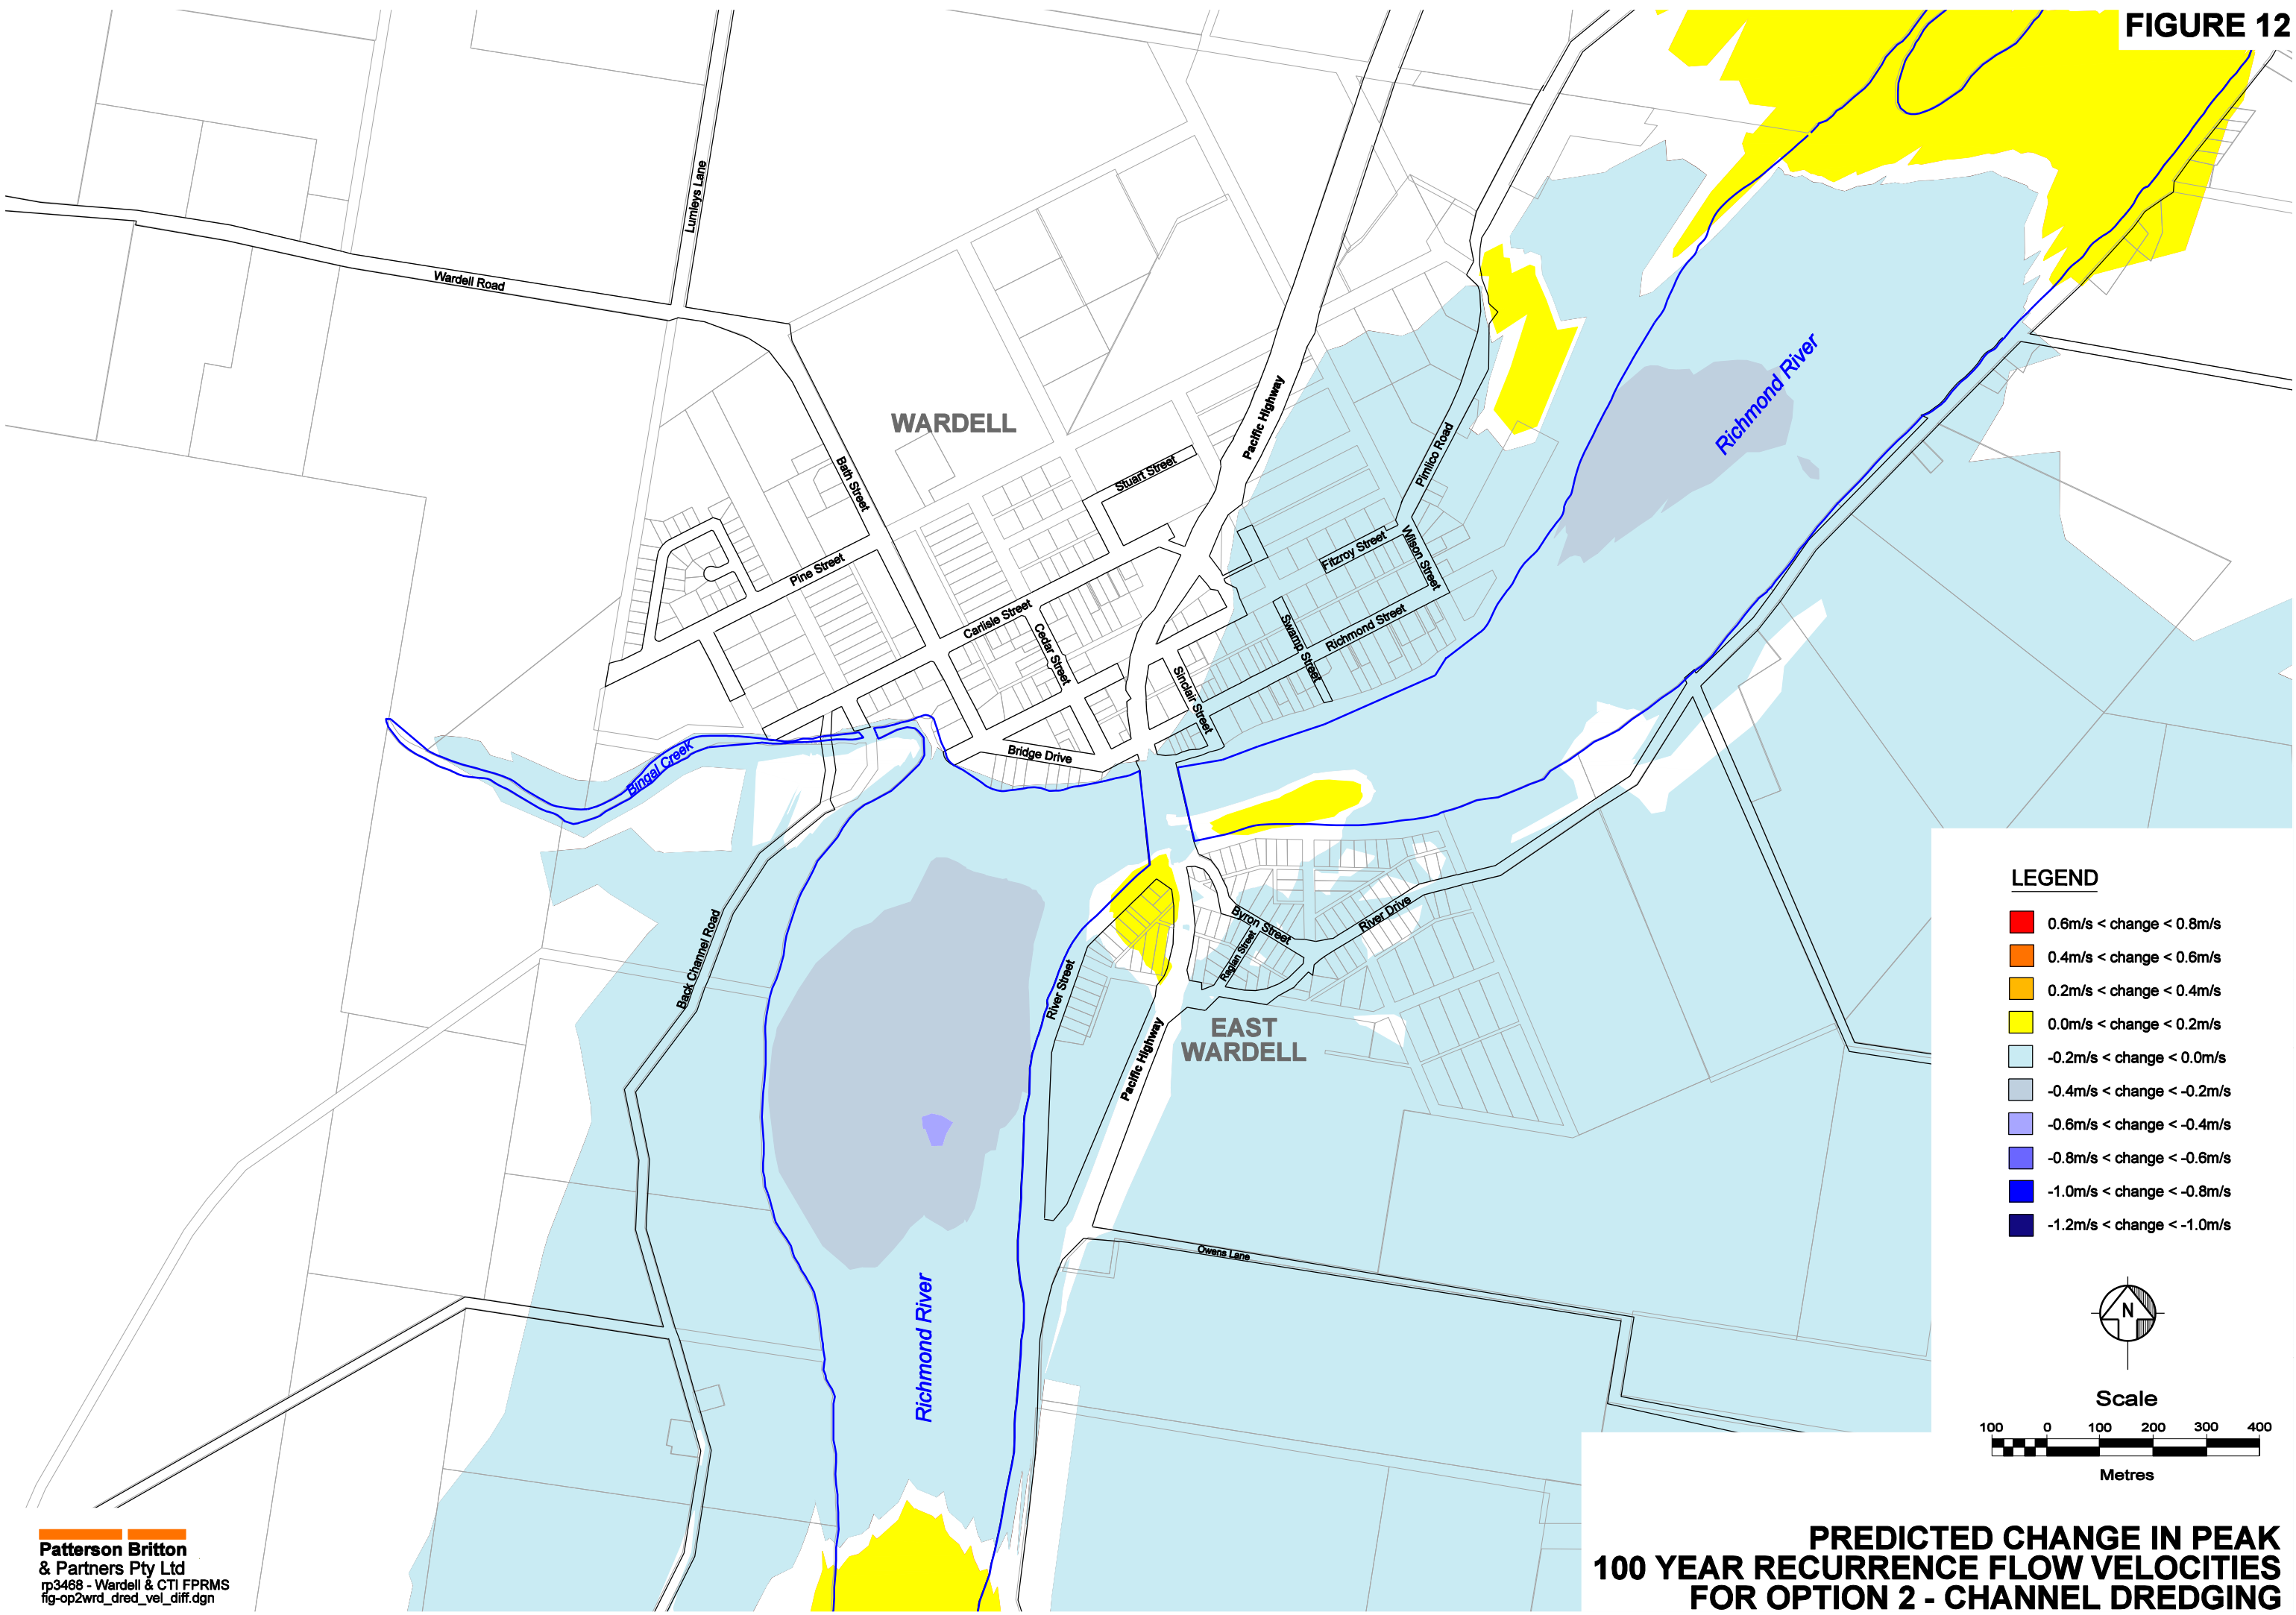 FIGURE 12
Lumleys Lane
Wardell Road
WARDELL
Pacific Highway
Richmond River
Bath Street
Stuart Street
Pimlico Road
Pine Street
Fitzroy Street
Wilson Street
Carlisle Street
Cedar Street
Swamp Street
Richmond Street
Sinclair Street
Bridge Drive
Bingal Creek
Back Channel Road
River Street
Byron Street
Raglan Street
River Drive
EAST
WARDELL
Pacific Highway
Owens Lane
Richmond River
LEGEND
0.6m/s < change < 0.8m/s
0.4m/s < change < 0.6m/s
0.2m/s < change < 0.4m/s
0.0m/s < change < 0.2m/s
-0.2m/s < change < 0.0m/s
-0.4m/s < change < -0.2m/s
-0.6m/s < change < -0.4m/s
-0.8m/s < change < -0.6m/s
-1.0m/s < change < -0.8m/s
-1.2m/s < change < -1.0m/s
N
Scale
100 0 100 200 300 400
Metres
Patterson Britton
& Partners Pty Ltd
rp3468 - Wardell & CTI FPRMS
fig-op2wrd_dred_vel_diff.dgn
PREDICTED CHANGE IN PEAK
100 YEAR RECURRENCE FLOW VELOCITIES
FOR OPTION 2 - CHANNEL DREDGING